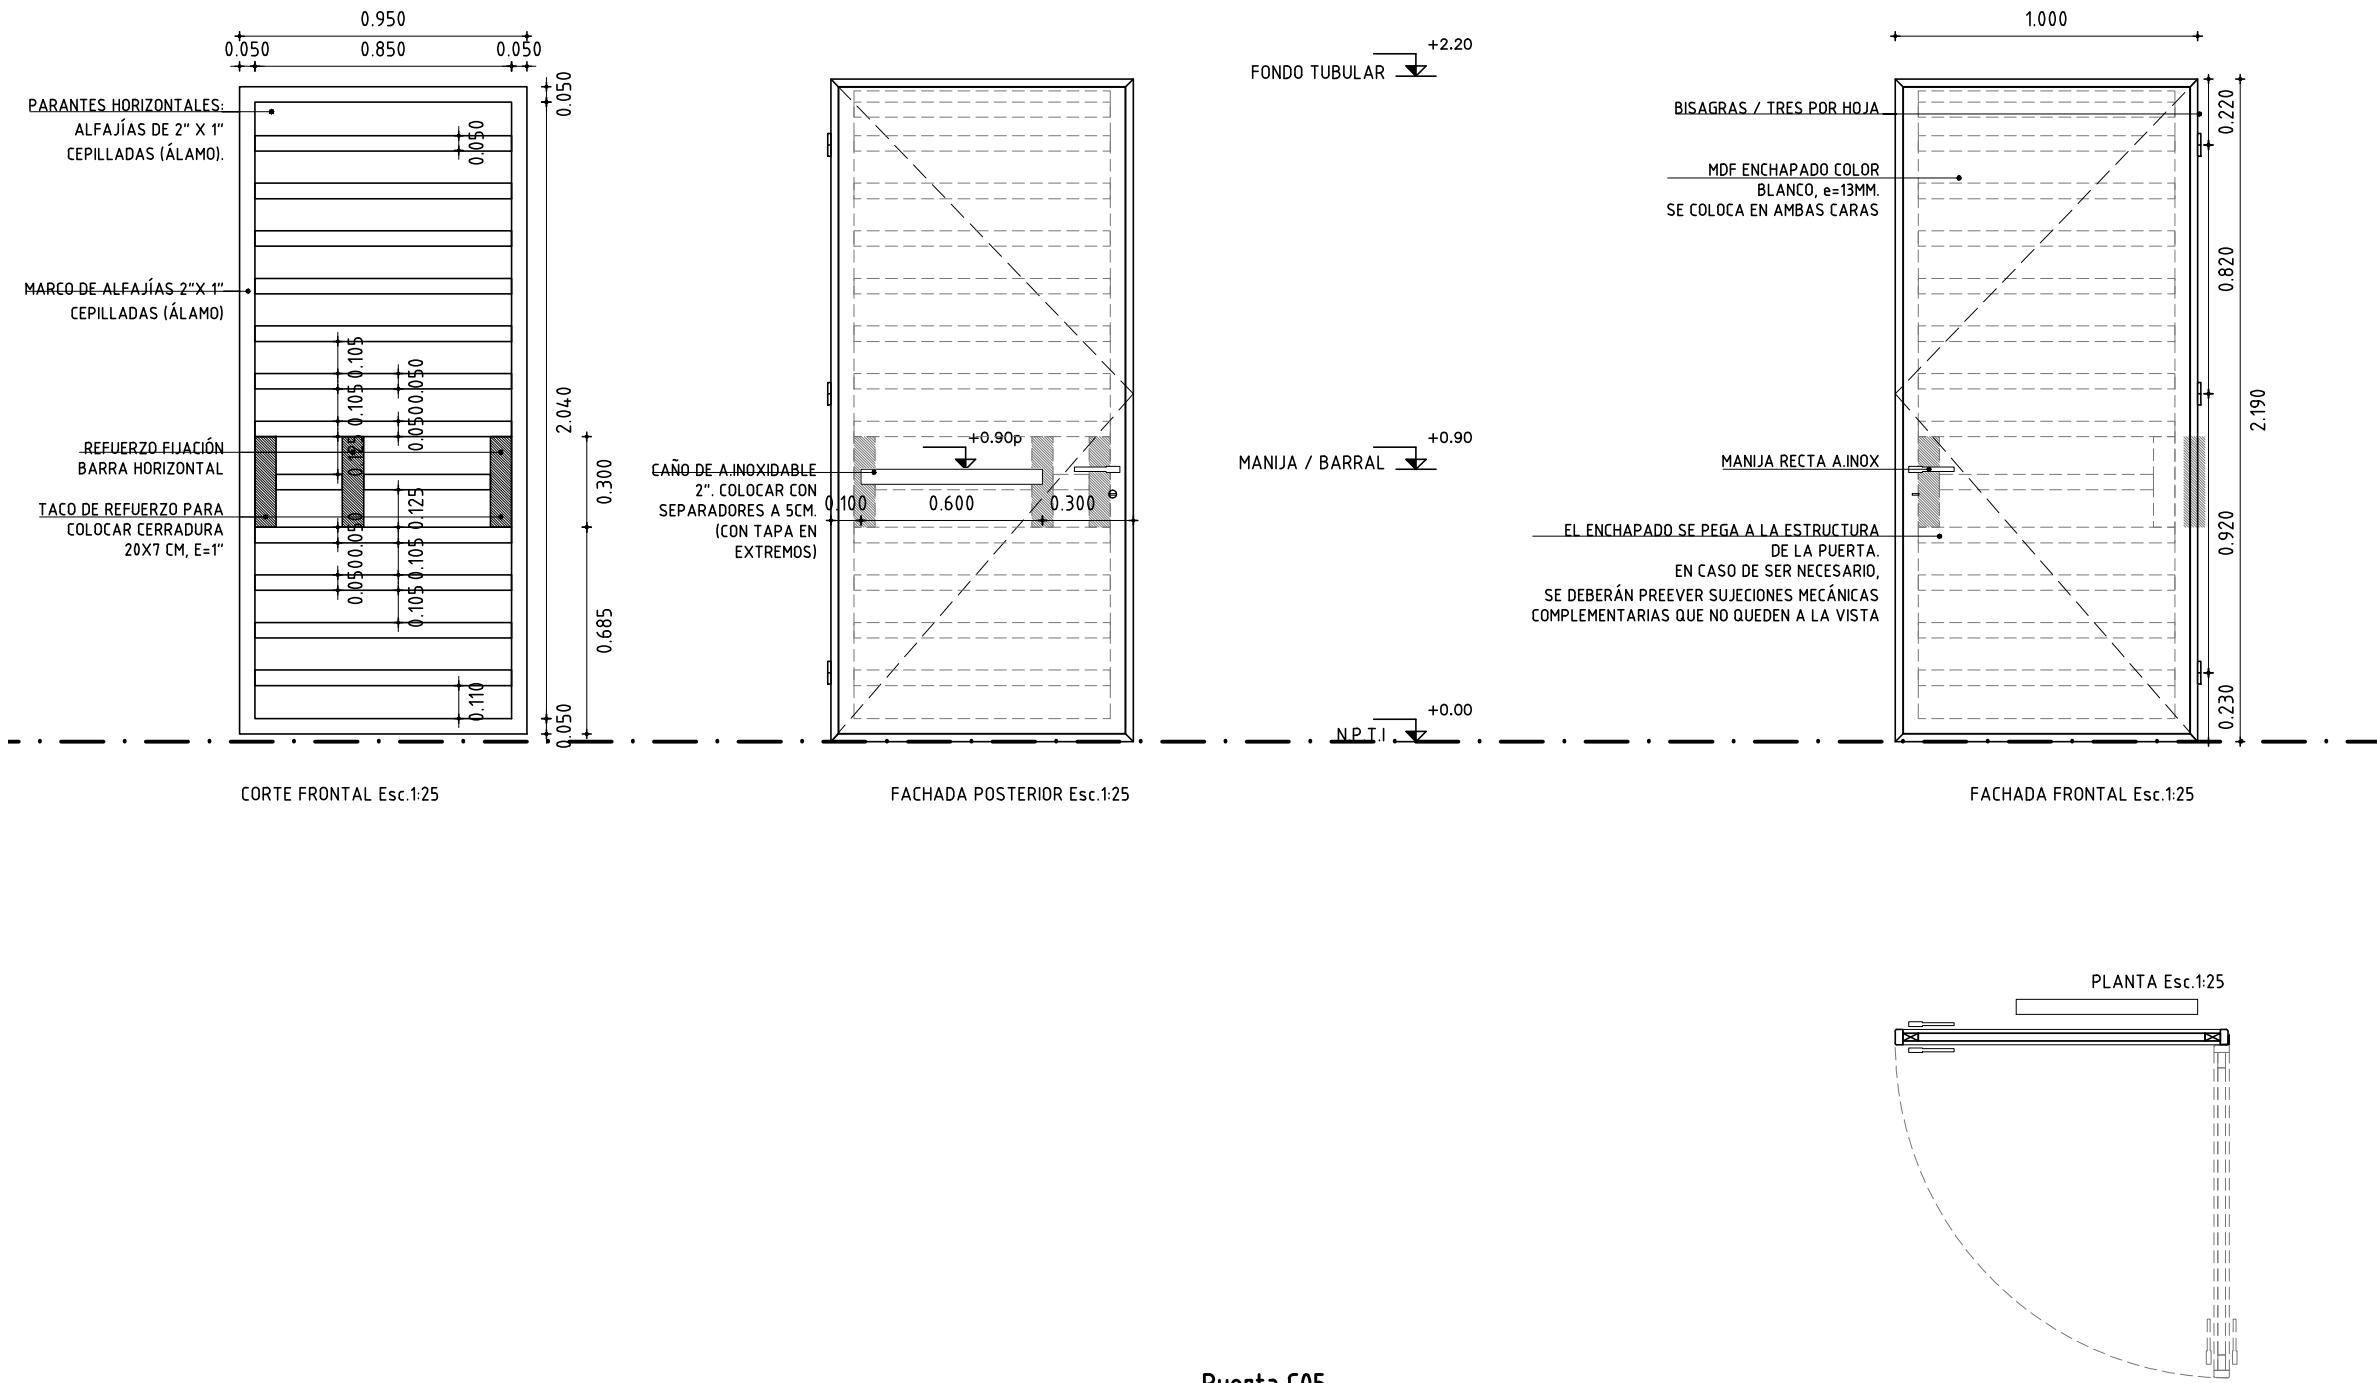 0.950
0.050 0.850 0.050
0.050
PARANTES HORIZONTALES:
ALFAJÍAS DE 2" X 1"
CEPILLADAS (ÁLAMO).
0.050
MARCO DE ALFAJÍAS 2"X 1"
CEPILLADAS (ÁLAMO)
0.105
0.105
0.050
0.050
0.125
2.040
REFUERZO FIJACIÓN
BARRA HORIZONTAL
0.300
TACO DE REFUERZO PARA
COLOCAR CERRADURA
20X7 CM, E=1"
0.125
0.050
0.105
0.050
0.105
0.685
0.110
0.050
CORTE FRONTAL Esc.1:25
+0.90p
CAÑO DE A.INOXIDABLE
2". COLOCAR CON
SEPARADORES A 5CM.
(CON TAPA EN
EXTREMOS)
0.100 0.600 0.300
FACHADA POSTERIOR Esc.1:25
+2.20
FONDO TUBULAR
+0.90
MANIJA / BARRAL
+0.00
N.P.T.I
1.000
BISAGRAS / TRES POR HOJA
0.220
MDF ENCHAPADO COLOR
BLANCO, e=13MM.
SE COLOCA EN AMBAS CARAS
0.820
2.190
MANIJA RECTA A.INOX
EL ENCHAPADO SE PEGA A LA ESTRUCTURA
DE LA PUERTA.
EN CASO DE SER NECESARIO,
SE DEBERÁN PREEVER SUJECIONES MECÁNICAS
COMPLEMENTARIAS QUE NO QUEDEN A LA VISTA
0.920
0.230
FACHADA FRONTAL Esc.1:25
PLANTA Esc.1:25
Puerta